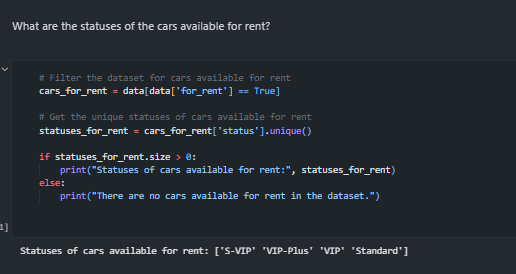 What are the statuses of the cars available for rent?
# Filter the dataset for cars available for rent
cars_for_rent = data[data['for_rent'] == True]
# Get the unique statuses of cars available for rent
statuses_for_rent = cars_for_rent['status'].unique()
if statuses_for_rent.size > 0:
    print("Statuses of cars available for rent:", statuses_for_rent)
else:
    print("There are no cars available for rent in the dataset.")
1]
Statuses of cars available for rent: ['S-VIP' 'VIP-Plus' 'VIP' 'Standard']